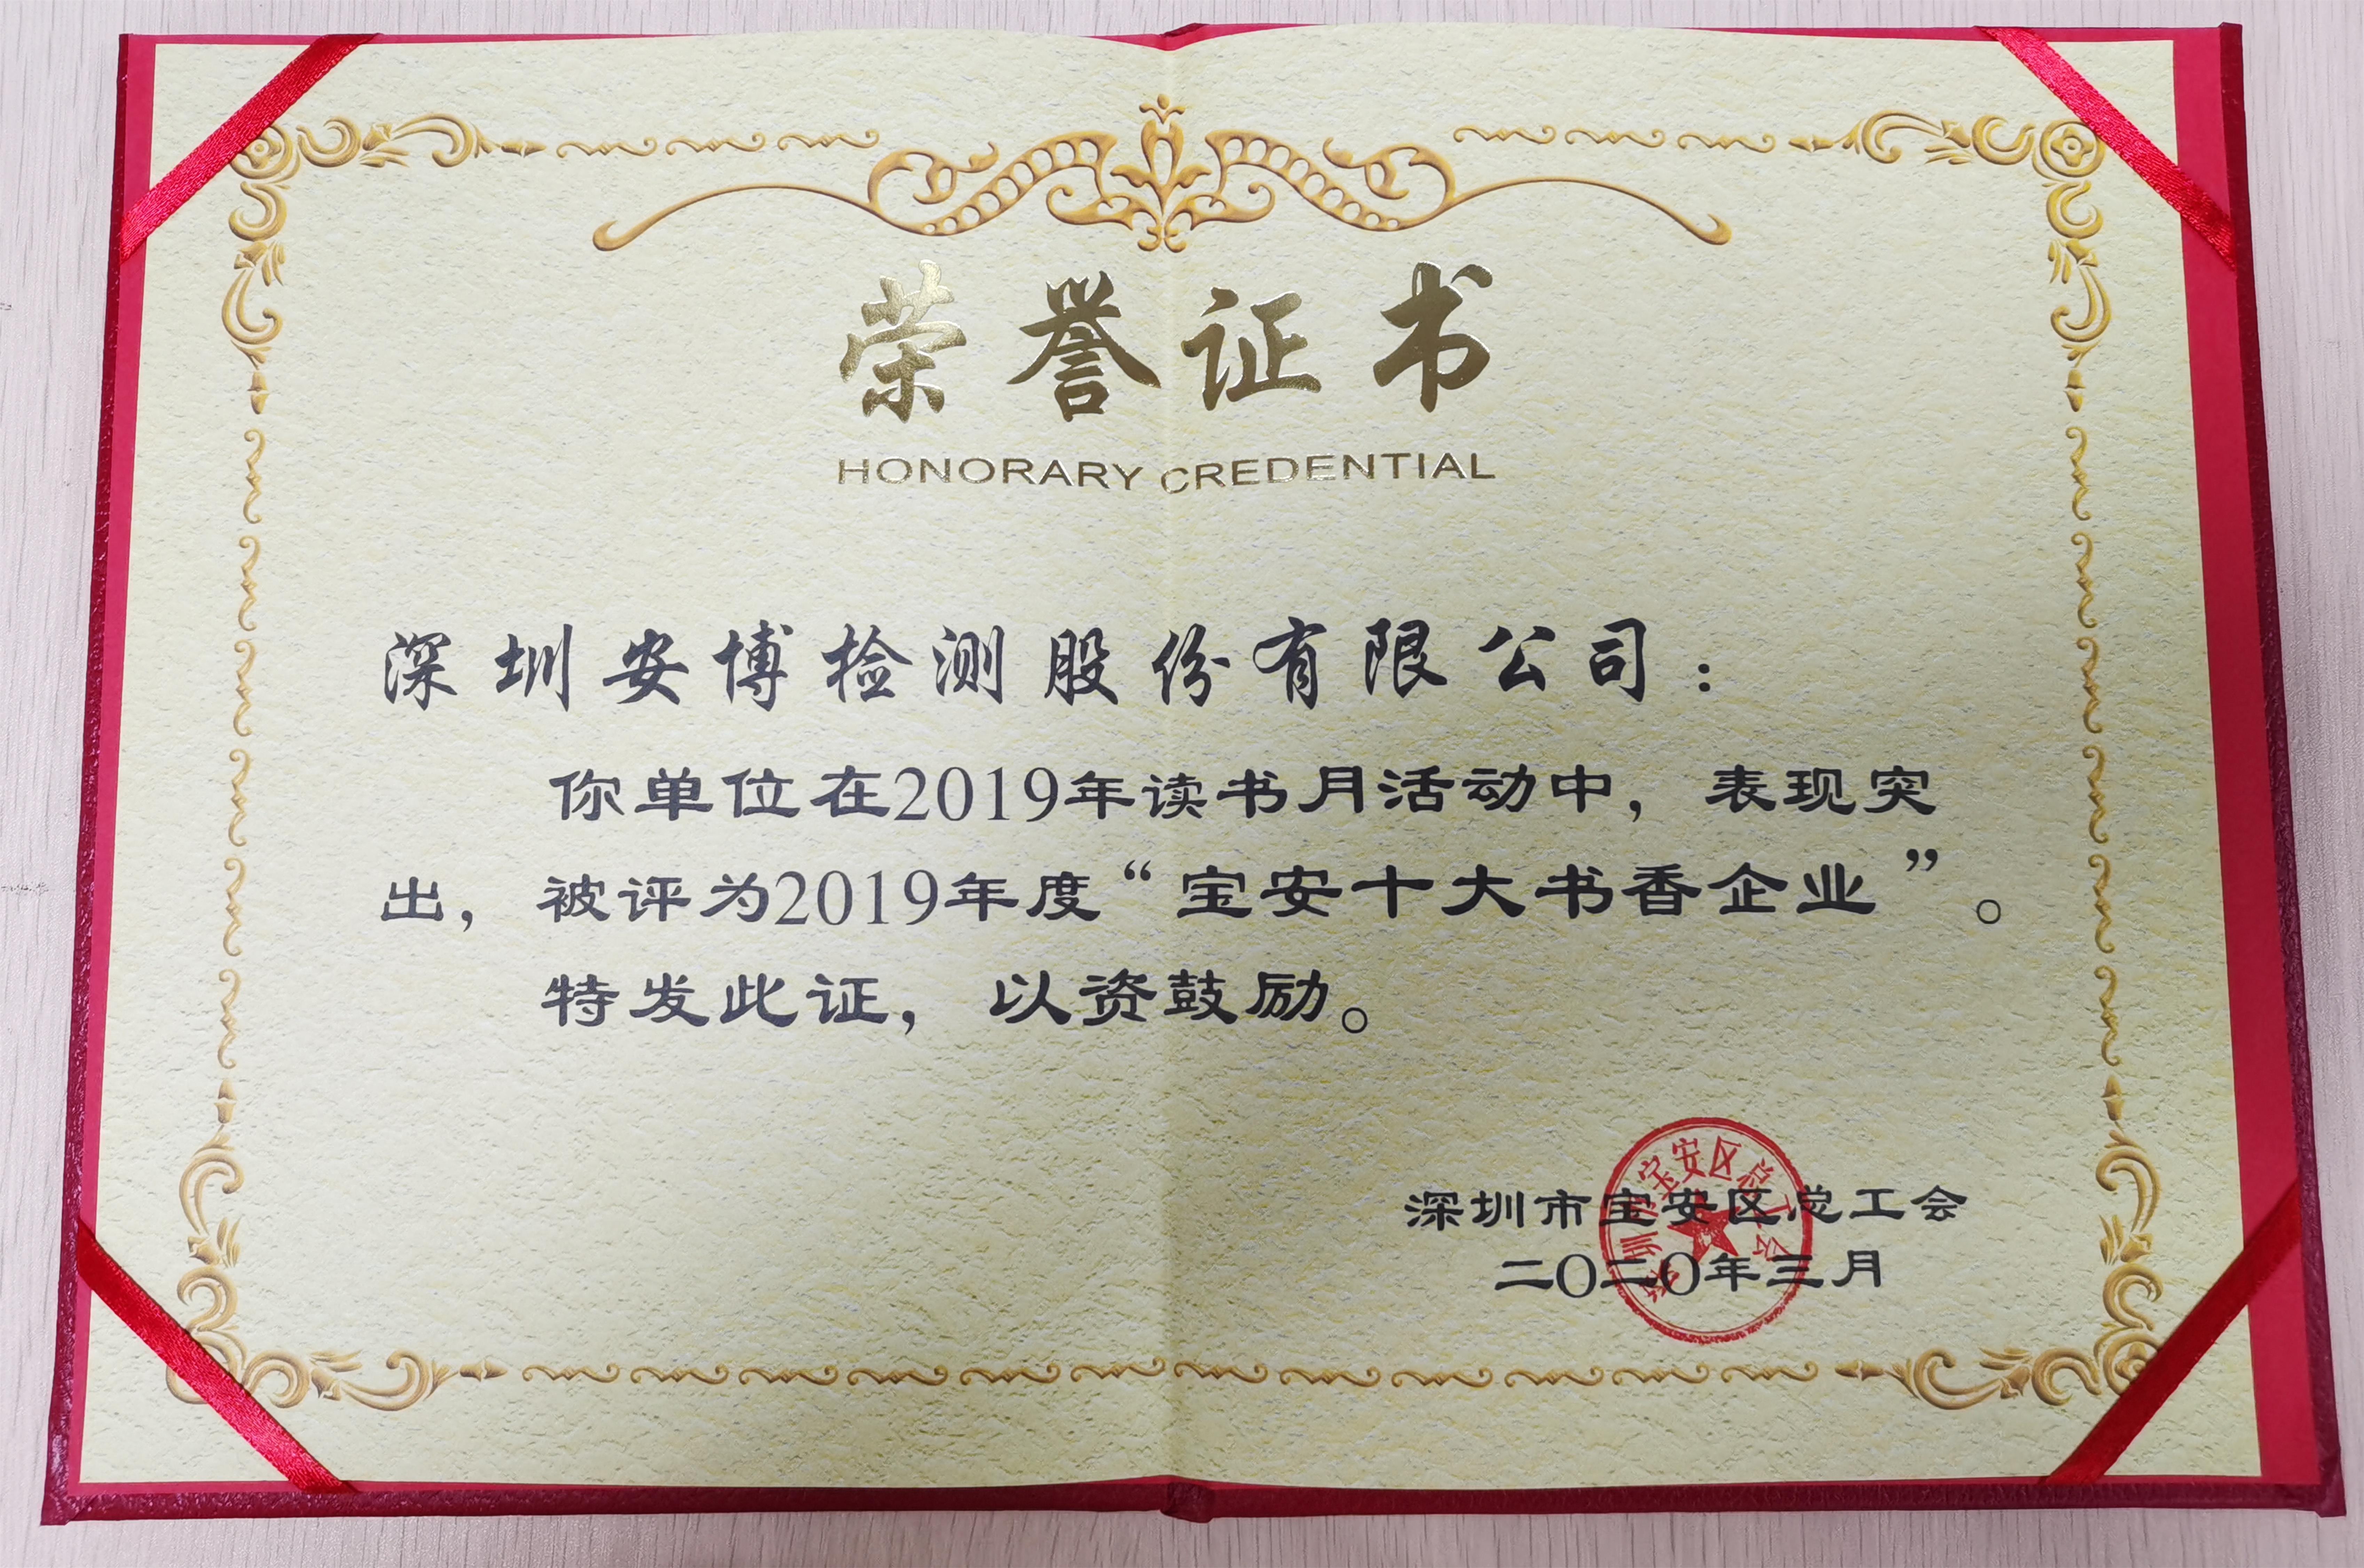 荣誉证书
HONORARY CREDENTIAL
深圳安博检测股份有限公司：
你单位在2019年读书月活动中，表现突
出，被评为2019年度“宝安十大书香企业”。
特发此证，以资鼓励。
深圳市宝安区总工会
二〇二〇年三月